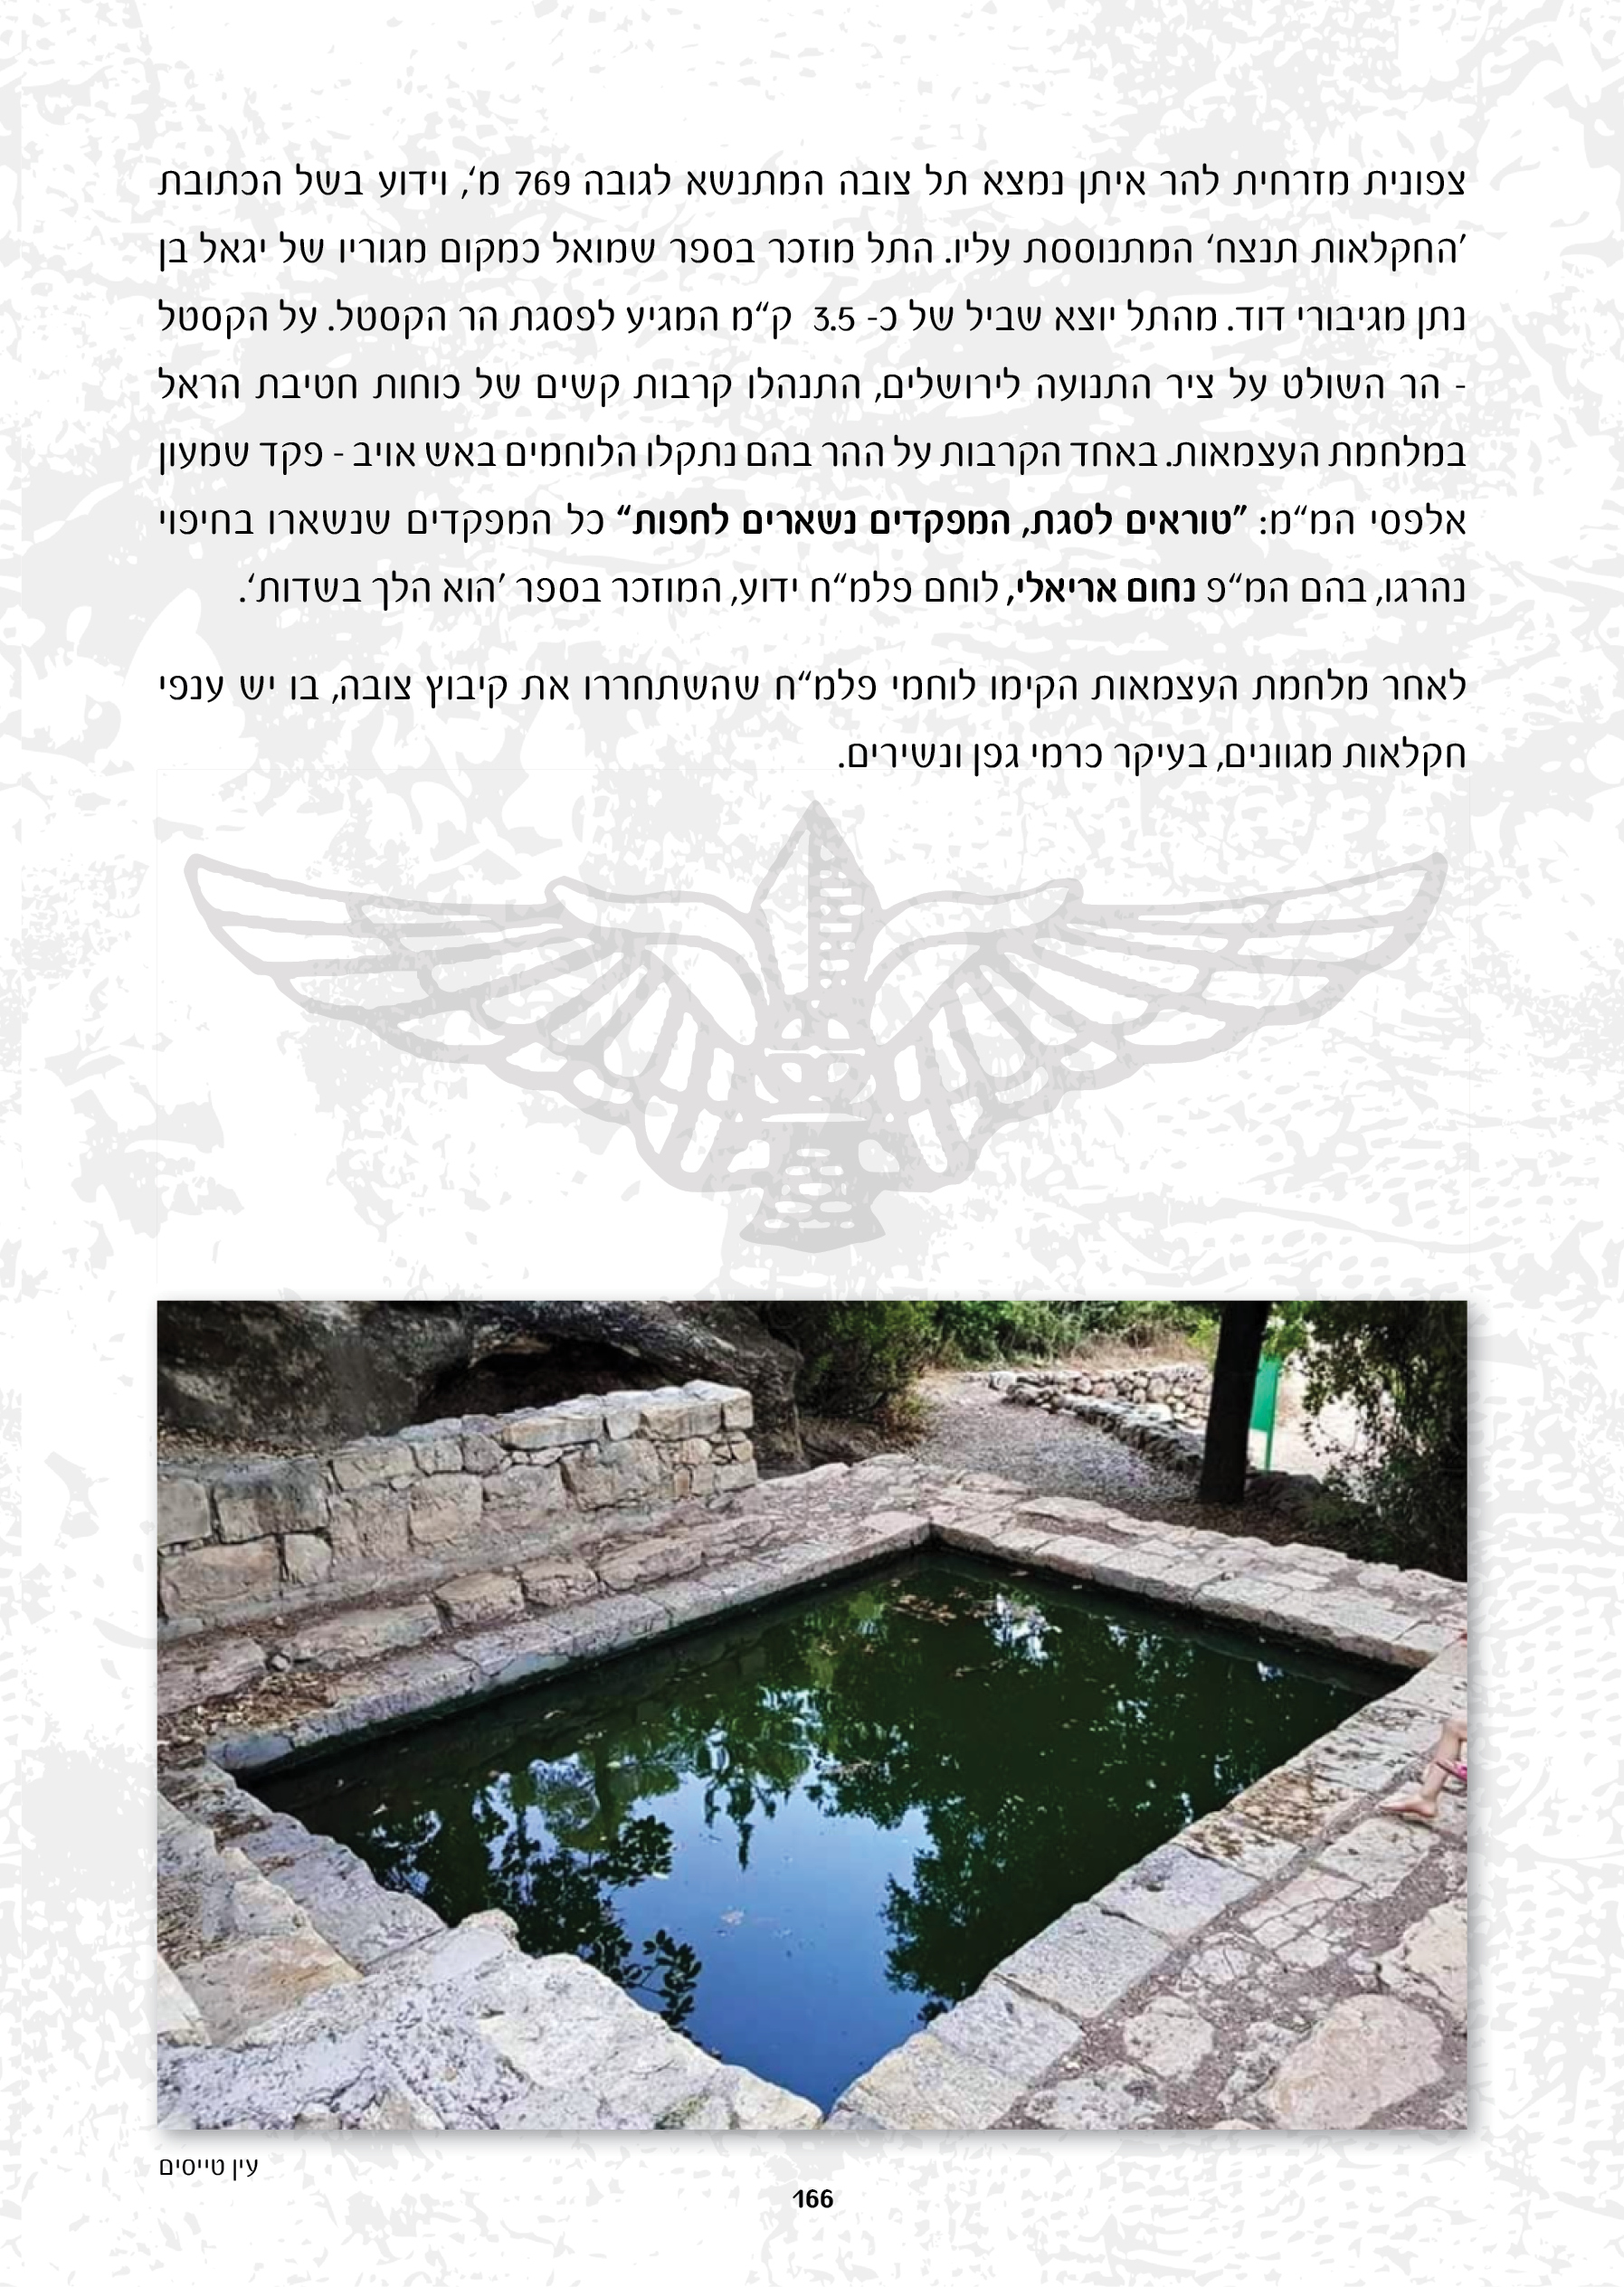 צפונית מזרחית להר איתן נמצא תל צובה המתנשא לגובה 769 מ‘, וידוע בשל הכתובת
’החקלאות תנצח‘ המתנוססת עליו. התל מוזכר בספר שמואל כמקום מגוריו של יגאל בן
נתן מגיבורי דוד. מהתל יוצא שביל של כ- 3.5 ק“מ המגיע לפסגת הר הקסטל. על הקסטל
- הר השולט על ציר התנועה לירושלים, התנהלו קרבות קשים של כוחות חטיבת הראל
במלחמת העצמאות. באחד הקרבות על ההר בהם נתקלו הלוחמים באש אויב - פקד שמעון
אלפסי המ“מ: ”טוראים לסגת, המפקדים נשארים לחפות“ כל המפקדים שנשארו בחיפוי
נהרגו, בהם המ“פ נחום אריאלי, לוחם פלמ“ח ידוע, המוזכר בספר ’הוא הלך בשדות‘.
לאחר מלחמת העצמאות הקימו לוחמי פלמ“ח שהשתחררו את קיבוץ צובה, בו יש ענפי
חקלאות מגוונים, בעיקר כרמי גפן ונשירים.
עין טייסים
166